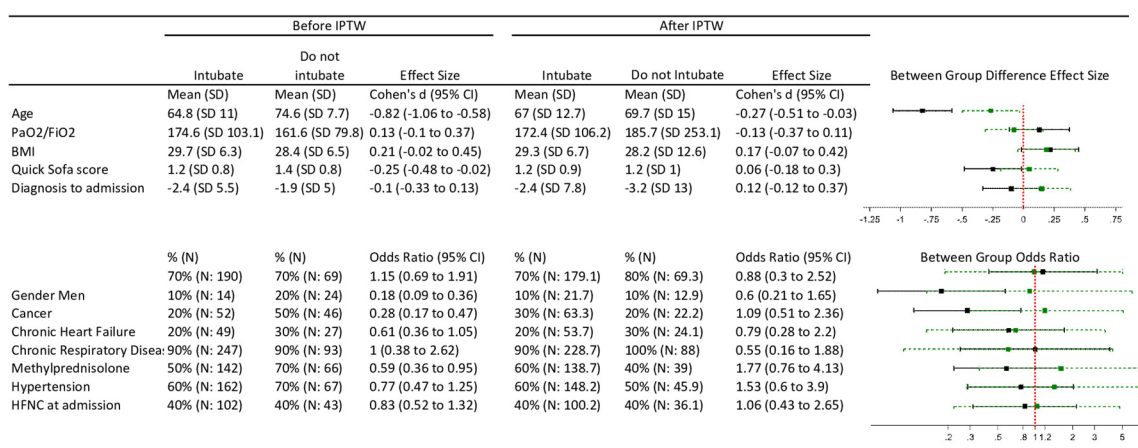 Before IPTW After IPTW
Do not
Intubate intubate Effect Size Intubate Do not Intubate Effect Size Between Group Difference Effect Size
Mean (SD) Mean (SD) Cohen's d (95% CI) Mean (SD) Mean (SD) Cohen's d (95% CI)
Age 64.8 (SD 11) 74.6 (SD 7.7) -0.82 (-1.06 to -0.58) 67 (SD 12.7) 69.7 (SD 15) -0.27 (-0.51 to -0.03)
PaO2/FiO2 174.6 (SD 103.1) 161.6 (SD 79.8) 0.13 (-0.1 to 0.37) 172.4 (SD 106.2) 185.7 (SD 253.1) -0.13 (-0.37 to 0.11)
BMI 29.7 (SD 6.3) 28.4 (SD 6.5) 0.21 (-0.02 to 0.45) 29.3 (SD 6.7) 28.2 (SD 12.6) 0.17 (-0.07 to 0.42)
Quick Sofa score 1.2 (SD 0.8) 1.4 (SD 0.8) -0.25 (-0.48 to -0.02) 1.2 (SD 0.9) 1.2 (SD 1) 0.06 (-0.18 to 0.3)
Diagnosis to admission -2.4 (SD 5.5) -1.9 (SD 5) -0.1 (-0.33 to 0.13) -2.4 (SD 7.8) -3.2 (SD 13) 0.12 (-0.12 to 0.37)
-1.25 -1 -.75 -.5 -.25 0 .25 .5 .75
% (N) % (N) Odds Ratio (95% CI) % (N) % (N) Odds Ratio (95% CI) Between Group Odds Ratio
70% (N: 190) 70% (N: 69) 1.15 (0.69 to 1.91) 70% (N: 179.1) 80% (N: 69.3) 0.88 (0.3 to 2.52)
Gender Men 10% (N: 14) 20% (N: 24) 0.18 (0.09 to 0.36) 10% (N: 21.7) 10% (N: 12.9) 0.6 (0.21 to 1.65)
Cancer 20% (N: 52) 50% (N: 46) 0.28 (0.17 to 0.47) 30% (N: 63.3) 20% (N: 22.2) 1.09 (0.51 to 2.36)
Chronic Heart Failure 20% (N: 49) 30% (N: 27) 0.61 (0.36 to 1.05) 20% (N: 53.7) 30% (N: 24.1) 0.79 (0.28 to 2.2)
Chronic Respiratory Diseas 90% (N: 247) 90% (N: 93) 1 (0.38 to 2.62) 90% (N: 228.7) 100% (N: 88) 0.55 (0.16 to 1.88)
Methylprednisolone 50% (N: 142) 70% (N: 66) 0.59 (0.36 to 0.95) 60% (N: 138.7) 40% (N: 39) 1.77 (0.76 to 4.13)
Hypertension 60% (N: 162) 70% (N: 67) 0.77 (0.47 to 1.25) 60% (N: 148.2) 50% (N: 45.9) 1.53 (0.6 to 3.9)
HFNC at admission 40% (N: 102) 40% (N: 43) 0.83 (0.52 to 1.32) 40% (N: 100.2) 40% (N: 36.1) 1.06 (0.43 to 2.65)
.2 .3 .5 .8 1 1.2 2 3 5